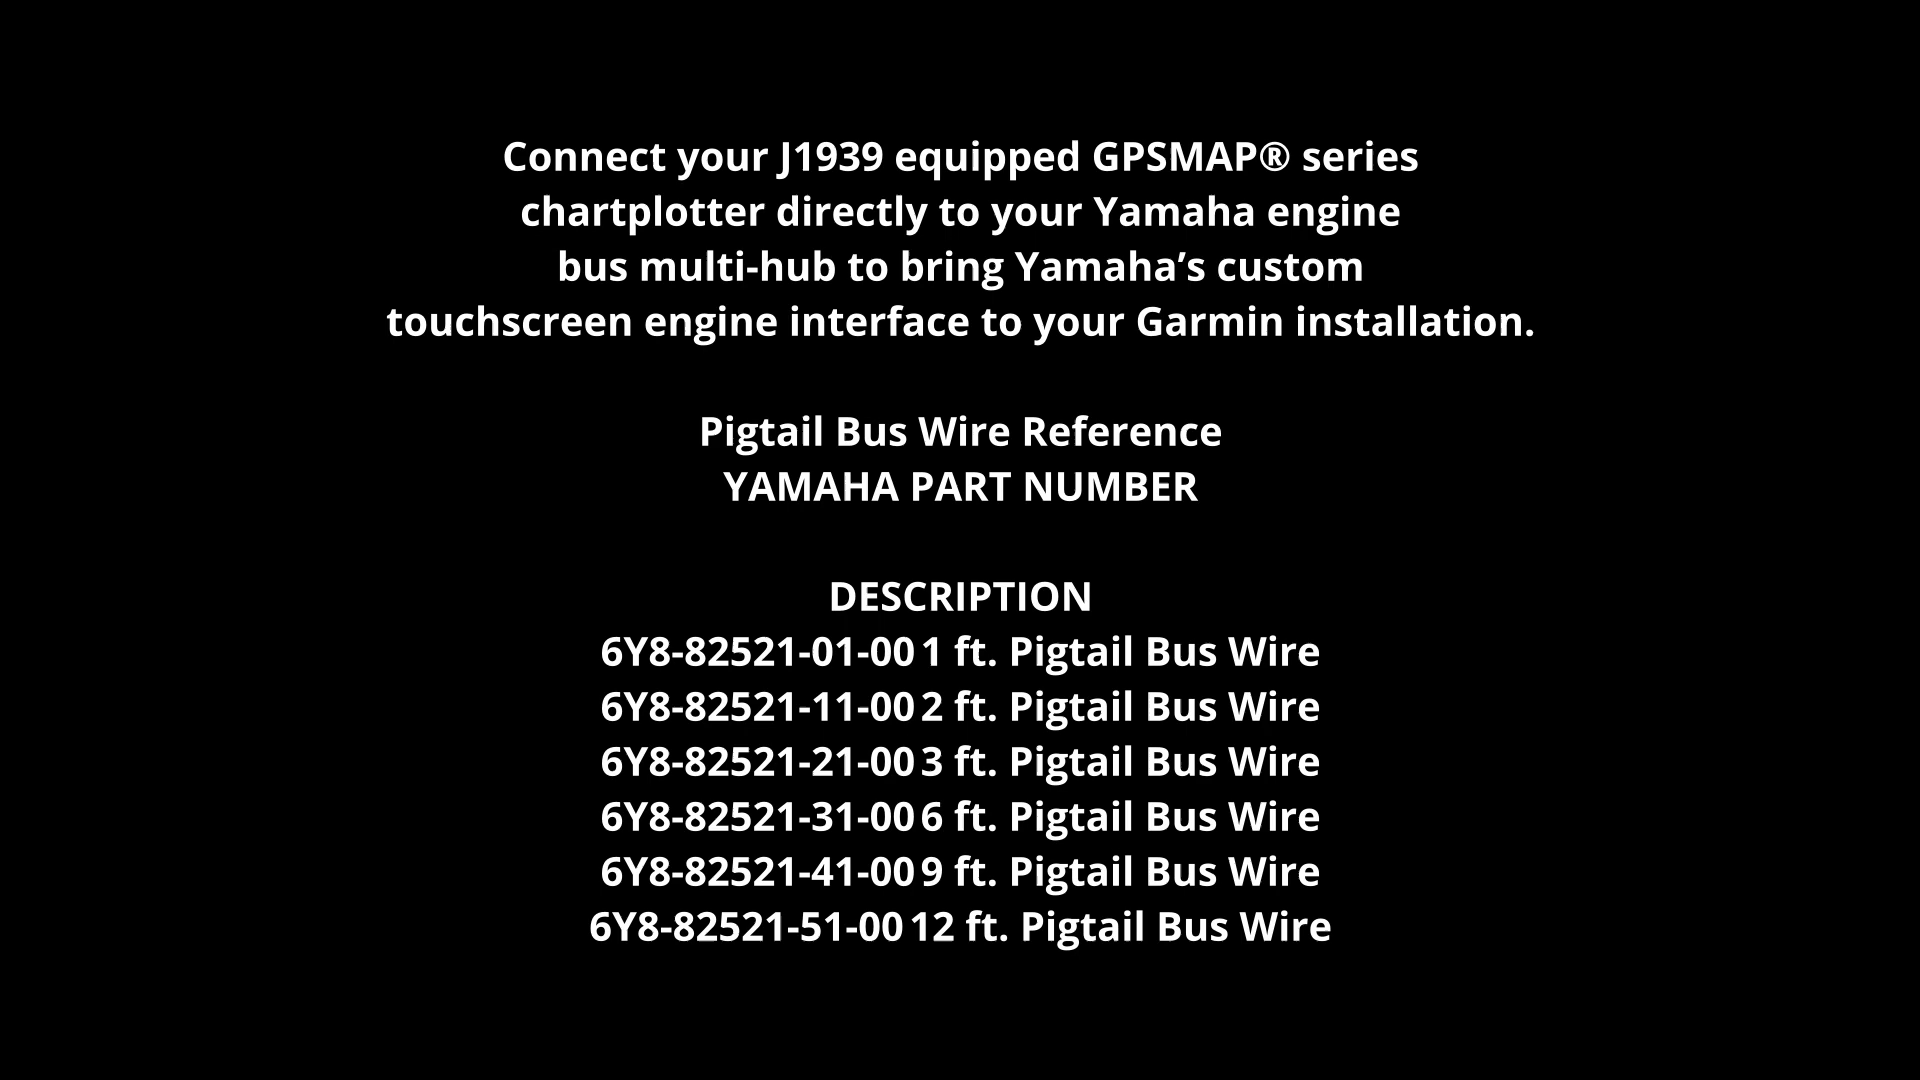 Connect your J1939 equipped GPSMAP® series
chartplotter directly to your Yamaha engine
bus multi-hub to bring Yamaha’s custom
touchscreen engine interface to your Garmin installation.
Pigtail Bus Wire Reference
YAMAHA PART NUMBER
DESCRIPTION
6Y8-82521-01-00 1 ft. Pigtail Bus Wire
6Y8-82521-11-00 2 ft. Pigtail Bus Wire
6Y8-82521-21-00 3 ft. Pigtail Bus Wire
6Y8-82521-31-00 6 ft. Pigtail Bus Wire
6Y8-82521-41-00 9 ft. Pigtail Bus Wire
6Y8-82521-51-00 12 ft. Pigtail Bus Wire